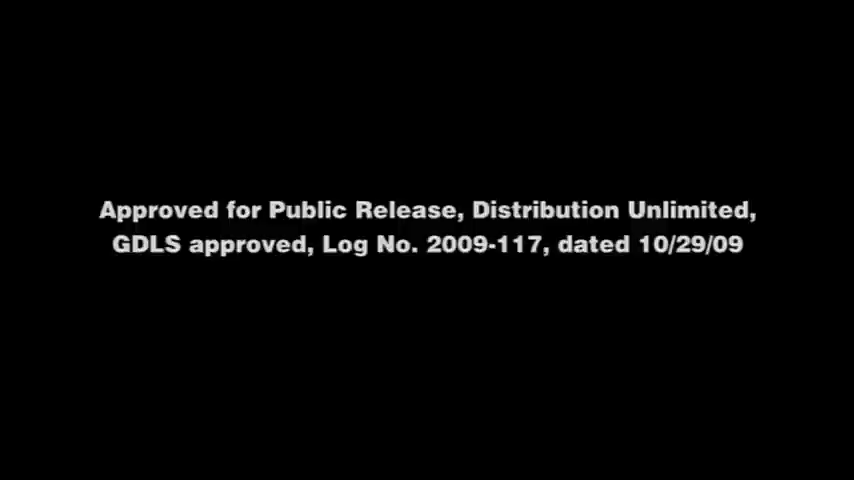 Approved for Public Release, Distribution Unlimited,
GDLS approved, Log No. 2009-117, dated 10/29/09